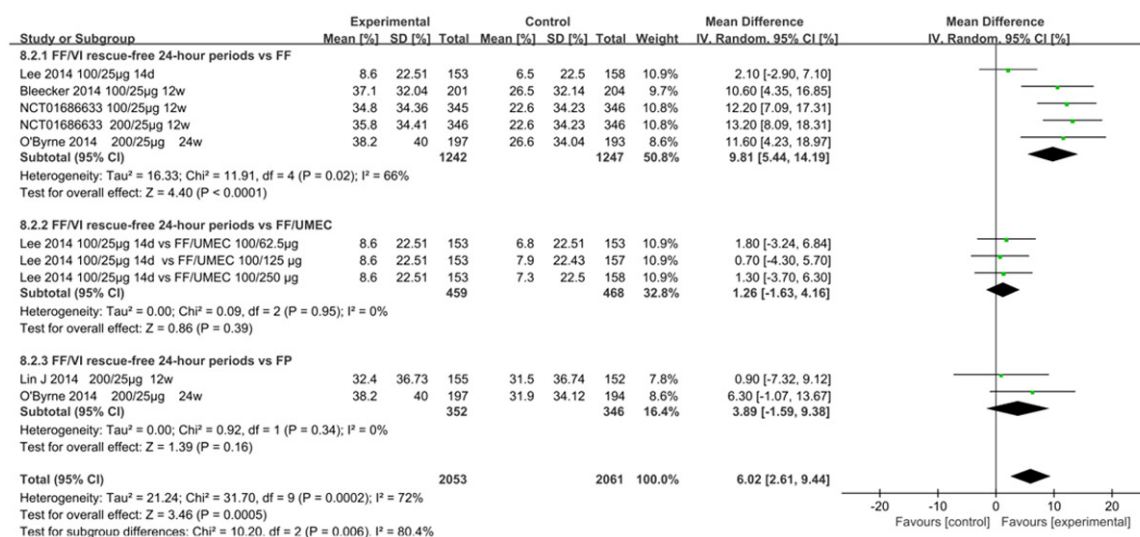 Experimental Control Mean Difference Mean Difference
Study or Subgroup Mean [%] SD [%] Total Mean [%] SD [%] Total Weight IV. Random. 95% CI [%] IV. Random. 95% CI [%]
8.2.1 FF/VI rescue-free 24-hour periods vs FF
Lee 2014 100/25µg 14d 8.6 22.51 153 6.5 22.5 158 10.9% 2.10 [-2.90, 7.10]
Bleecker 2014 100/25µg 12w 37.1 32.04 201 26.5 32.14 204 9.7% 10.60 [4.35, 16.85]
NCT01686633 100/25µg 12w 34.8 34.36 345 22.6 34.23 346 10.9% 12.20 [7.09, 17.31]
NCT01686633 200/25µg 12w 35.8 34.41 346 22.6 34.23 346 10.9% 13.20 [8.09, 18.31]
O'Byrne 2014 200/25µg 24w 38.2 40 197 26.6 34.04 193 8.6% 11.60 [4.23, 18.97]
Subtotal (95% CI) 1242 1247 50.8% 9.81 [5.44, 14.19]
Heterogeneity: Tau² = 16.33; Chi² = 11.91, df = 4 (P = 0.02); I² = 66%
Test for overall effect: Z = 4.40 (P < 0.0001)
8.2.2 FF/VI rescue-free 24-hour periods vs FF/UMEC
Lee 2014 100/25µg 14d vs FF/UMEC 100/62.5µg 8.6 22.51 153 6.8 22.51 153 10.9% 1.80 [-3.24, 6.84]
Lee 2014 100/25µg 14d vs FF/UMEC 100/125 µg 8.6 22.51 153 7.9 22.43 157 10.9% 0.70 [-4.30, 5.70]
Lee 2014 100/25µg 14d vs FF/UMEC 100/250 µg 8.6 22.51 153 7.3 22.5 158 10.9% 1.30 [-3.70, 6.30]
Subtotal (95% CI) 459 468 32.8% 1.26 [-1.63, 4.16]
Heterogeneity: Tau² = 0.00; Chi² = 0.09, df = 2 (P = 0.95); I² = 0%
Test for overall effect: Z = 0.86 (P = 0.39)
8.2.3 FF/VI rescue-free 24-hour periods vs FP
Lin J 2014 200/25µg 12w 32.4 36.73 155 31.5 36.74 152 7.8% 0.90 [-7.32, 9.12]
O'Byrne 2014 200/25µg 24w 38.2 40 197 31.9 34.12 194 8.6% 6.30 [-1.07, 13.67]
Subtotal (95% CI) 352 346 16.4% 3.89 [-1.59, 9.38]
Heterogeneity: Tau² = 0.00; Chi² = 0.92, df = 1 (P = 0.34); I² = 0%
Test for overall effect: Z = 1.39 (P = 0.16)
Total (95% CI) 2053 2061 100.0% 6.02 [2.61, 9.44]
Heterogeneity: Tau² = 21.24; Chi² = 31.70, df = 9 (P = 0.0002); I² = 72%
Test for overall effect: Z = 3.46 (P = 0.0005)
Test for subgroup differences: Chi² = 10.20. df = 2 (P = 0.006). I² = 80.4%
-20 -10 0 10 20
Favours [control] Favours [experimental]